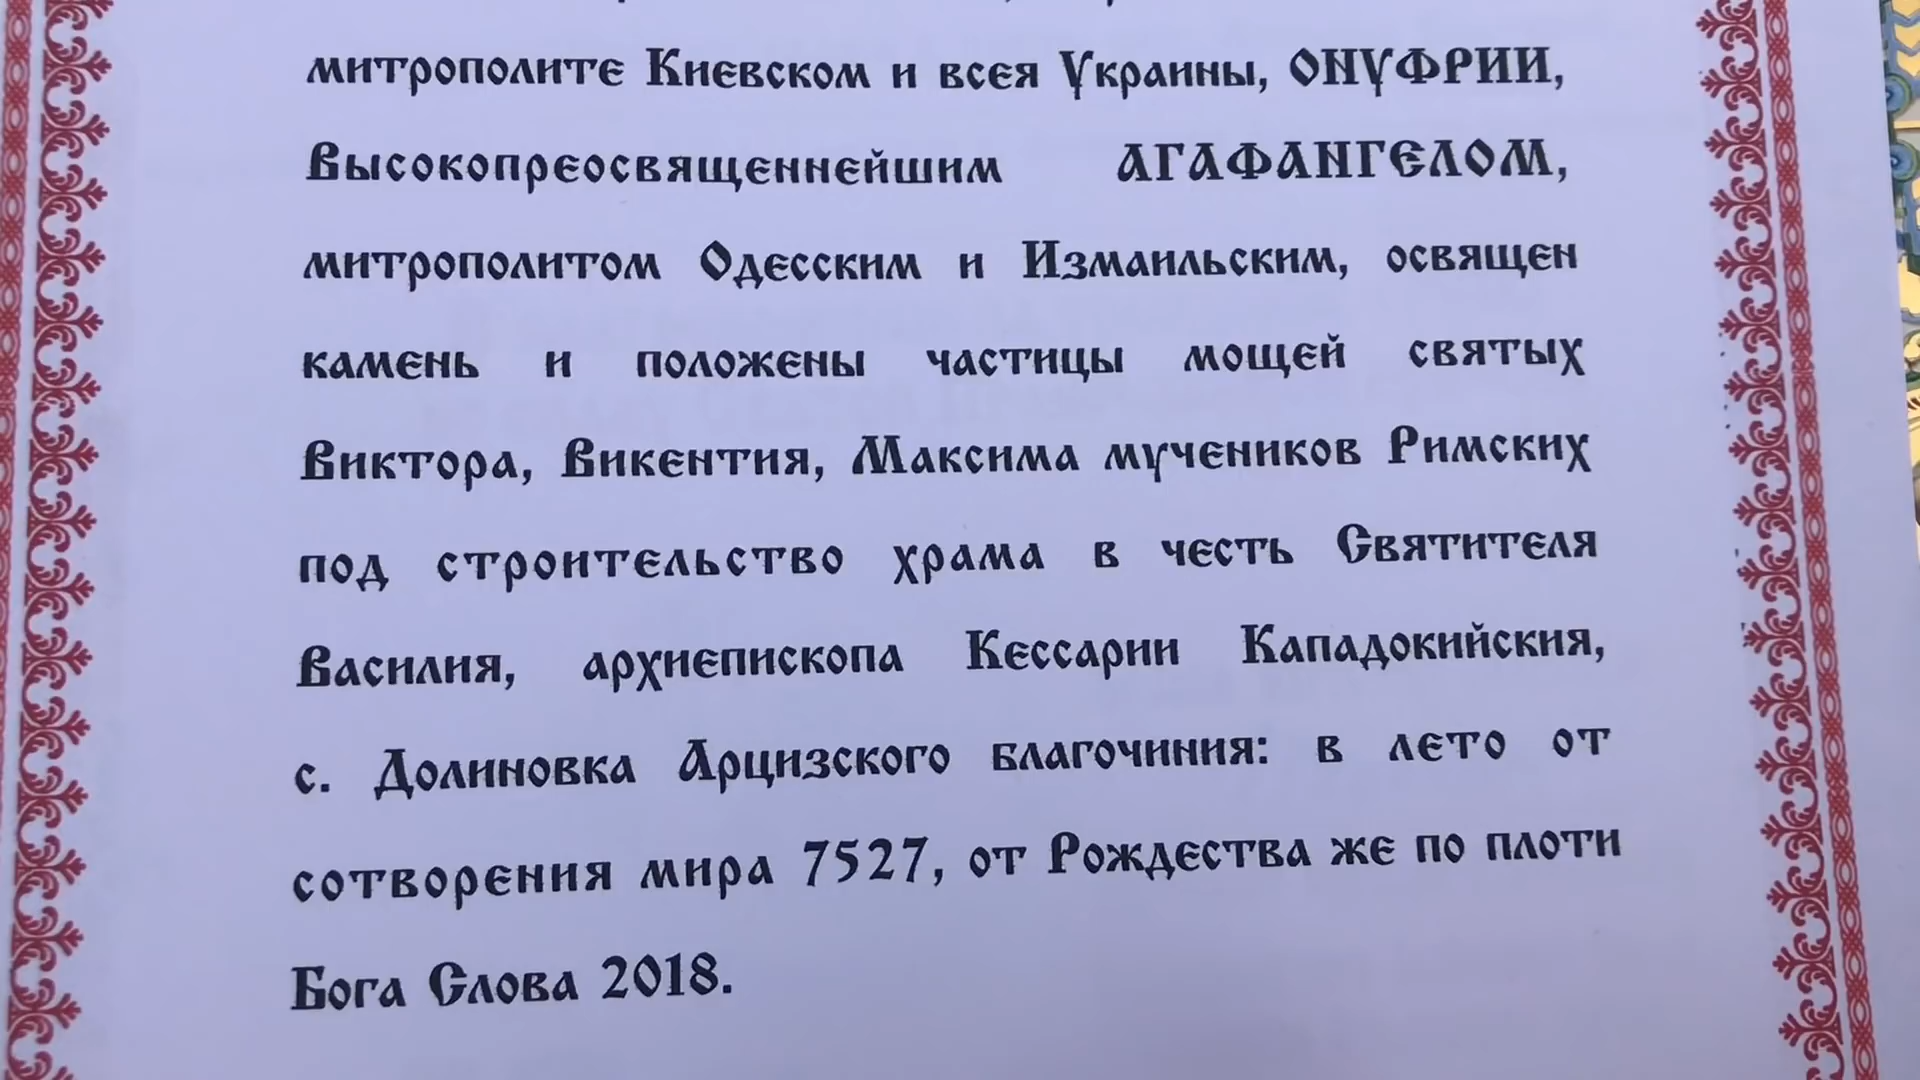 митрополите Киевском и всея Украины, ОНУФРИИ,
Высокопреосвященнейшим АГАФАНГЕЛОМ,
митрополитом Одесским и Измаильским, освящен
камень и положены частицы мощей святых
Виктора, Викентия, Максима мучеников Римских
под строительство храма в честь Святителя
Василия, архиепископа Кессарии Кападокийския,
с. Долиновка Арцизского благочиния: в лето от
сотворения мира 7527, от Рождества же по плоти
Бога Слова 2018.